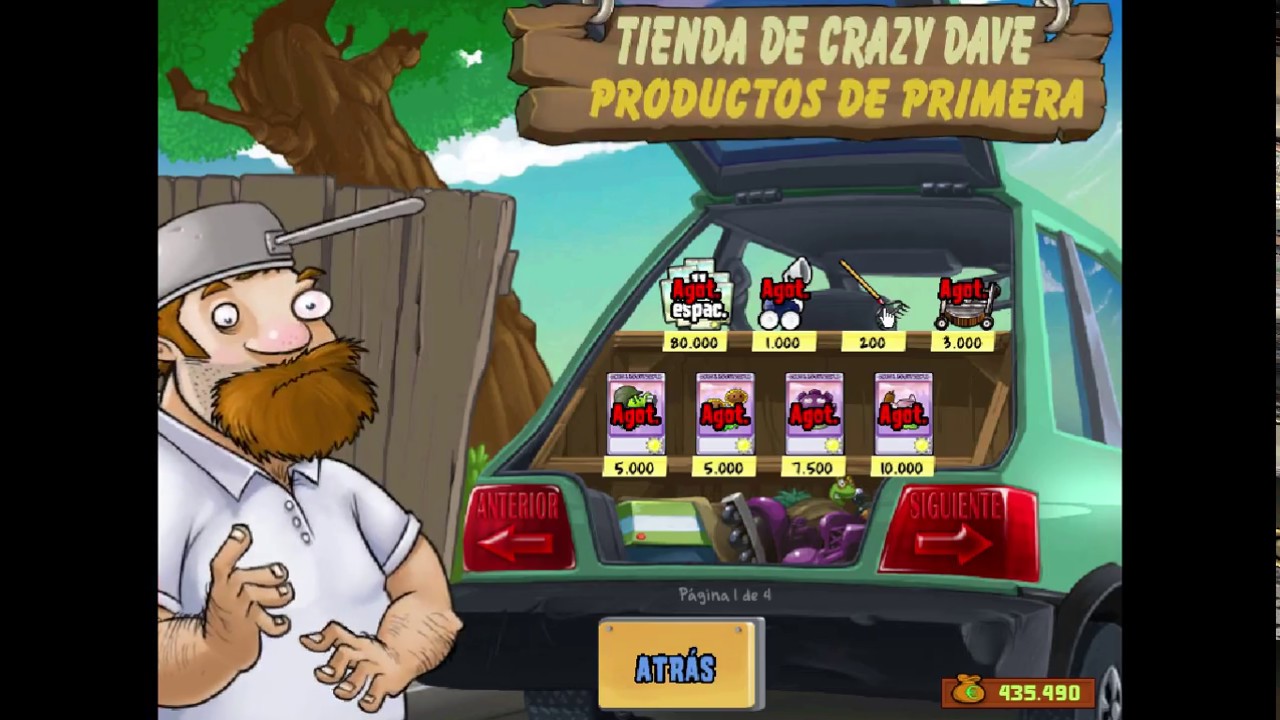 TIENDA DE CRAZY DAVE
PRODUCTOS DE PRIMERA
Agot.
espac.
Agot.
Agot.
80.000
1.000
200
3.000
Agot.
Agot.
Agot.
Agot.
5.000
5.000
7.500
10.000
ANTERIOR
SIGUIENTE
Página 1 de 4
ATRÁS
435.490